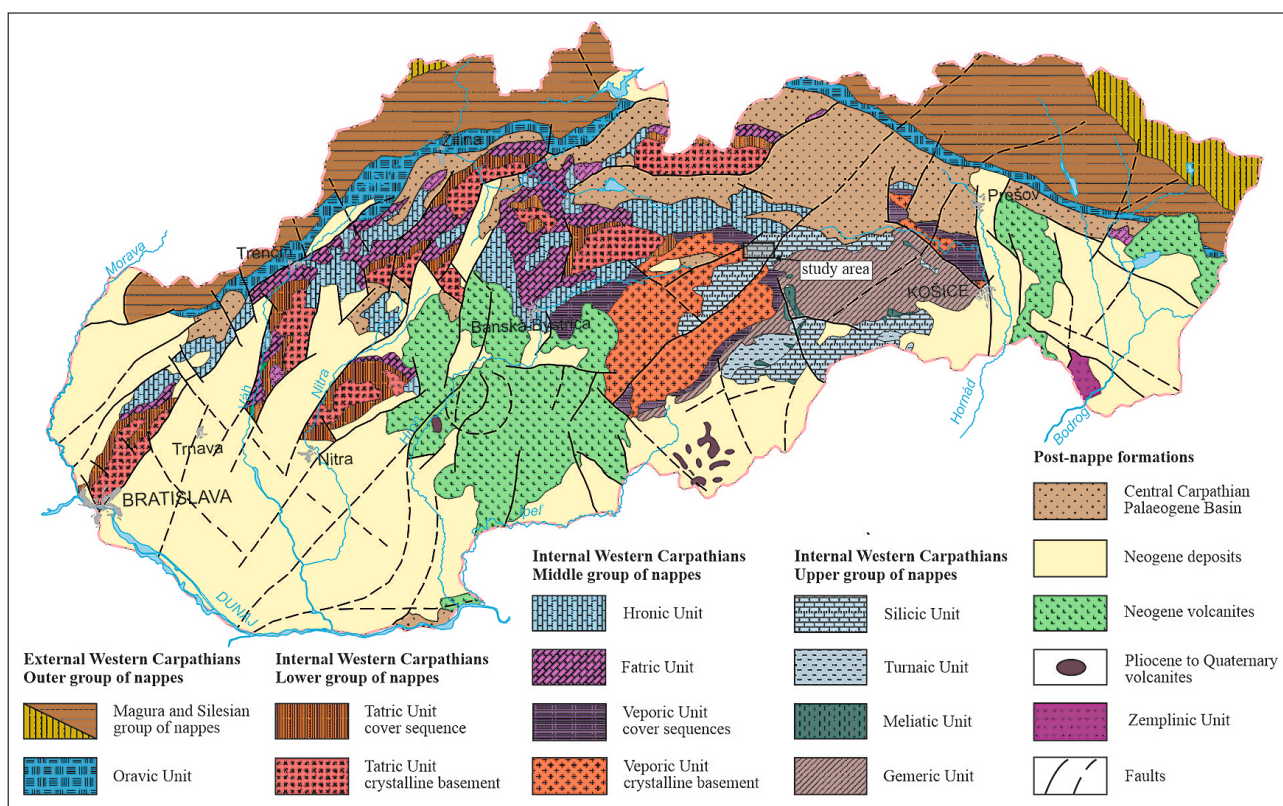 Žilina
Prešov
Morava
Trenčín
study area
KOŠICE
Banská Bystrica
Váh
Nitra
Hron
Hornád
Bodrog
Trnava
Nitra
BRATISLAVA
Ipeľ
DUNAJ
Post-nappe formations
Central Carpathian
Palaeogene Basin
Neogene deposits
Neogene volcanites
Pliocene to Quaternary
volcanites
Zemplinic Unit
Faults
Internal Western Carpathians
Middle group of nappes
Hronic Unit
Fatric Unit
Veporic Unit
cover sequences
Veporic Unit
crystalline basement
Internal Western Carpathians
Upper group of nappes
Silicic Unit
Turnaic Unit
Meliatic Unit
Gemeric Unit
External Western Carpathians
Outer group of nappes
Magura and Silesian
group of nappes
Oravic Unit
Internal Western Carpathians
Lower group of nappes
Tatric Unit
cover sequence
Tatric Unit
crystalline basement